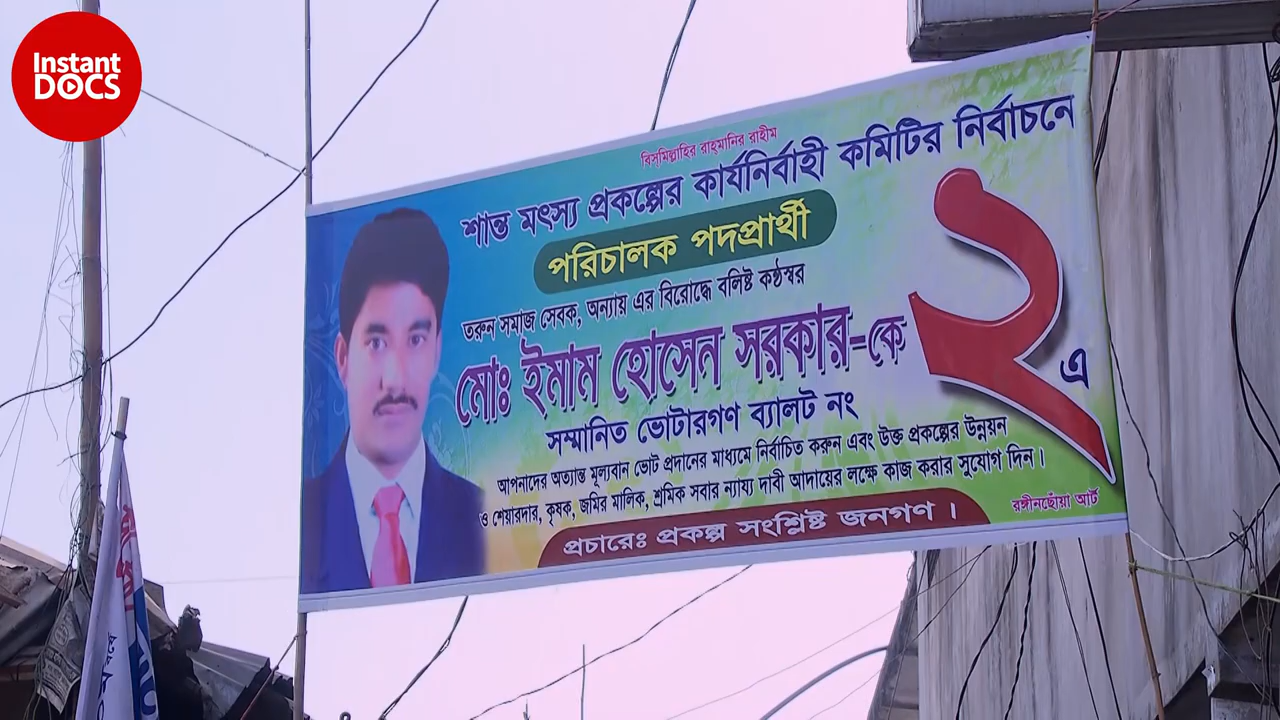 Instant
DOCS
বিস্‌মিল্লাহির রাহ্‌মানির রাহীম
শান্ত মৎস্য প্রকল্পের কার্যনির্বাহী কমিটির নির্বাচনে
পরিচালক পদপ্রার্থী
তরুন সমাজ সেবক, অন্যায় এর বিরোদ্ধে বলিষ্ট কন্ঠস্বর
মোঃ ইমাম হোসেন সরকার-কে
সম্মানিত ভোটারগণ ব্যালট নং
২ এ
আপনাদের অত্যান্ত মূল্যবান ভোট প্রদানের মাধ্যমে নির্বাচিত করুন এবং উক্ত প্রকল্পের উন্নয়ন
ও শেয়ারদার, কৃষক, জমির মালিক, শ্রমিক সবার ন্যায্য দাবী আদায়ের লক্ষে কাজ করার সুযোগ দিন।
প্রচারেঃ প্রকল্প সংশ্লিষ্ট জনগণ।
রঙ্গীনছোঁয়া আর্ট